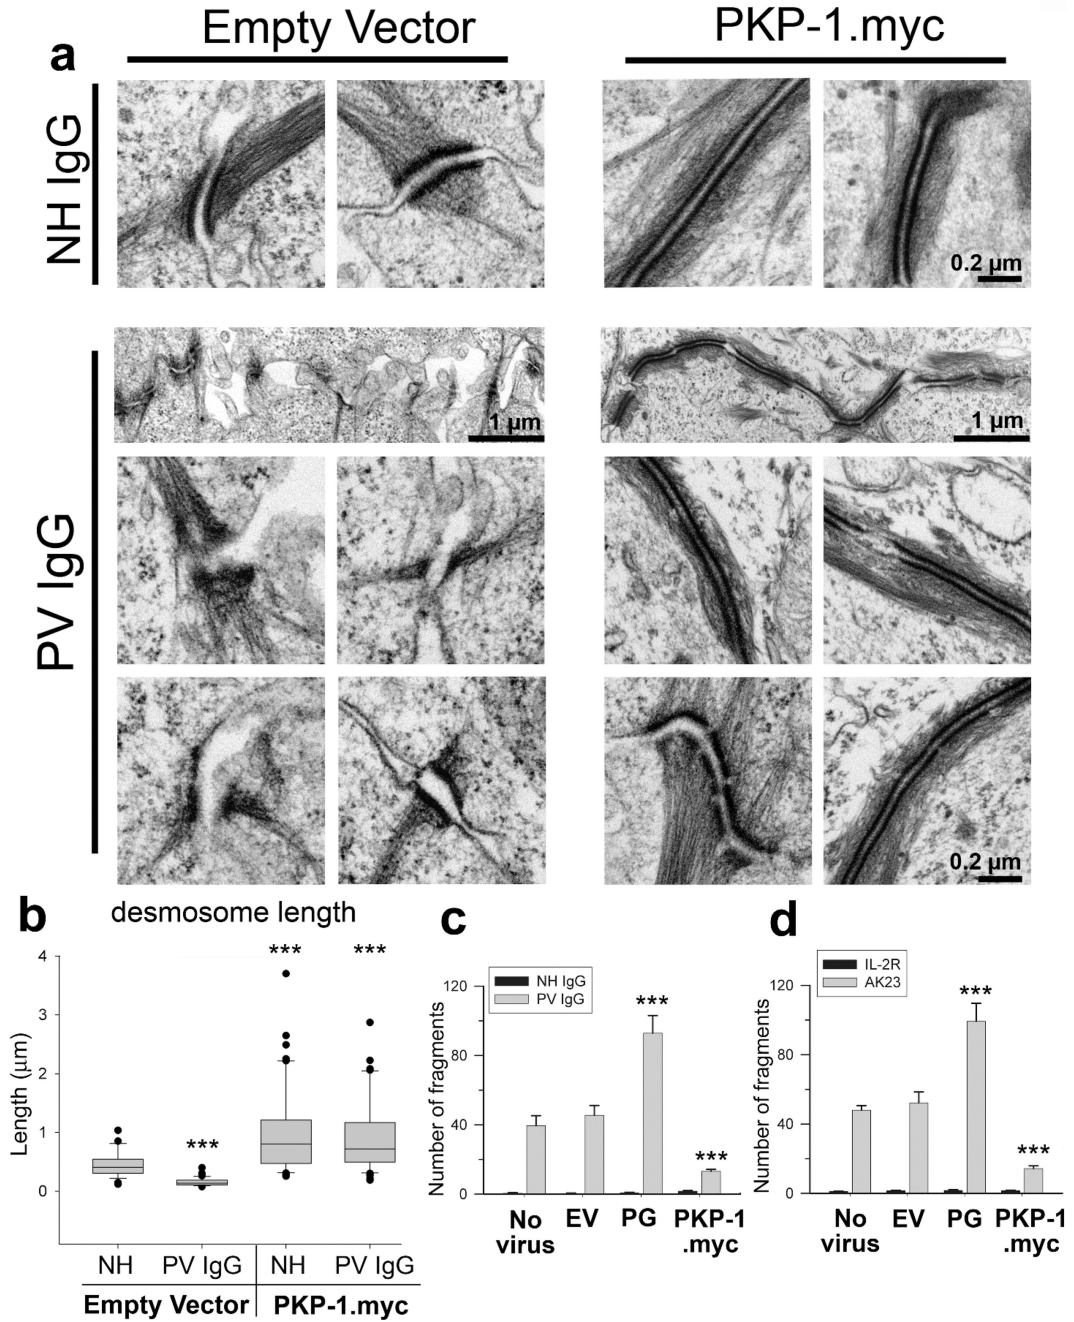 Empty Vector
PKP-1.myc
a
NH IgG
0.2 µm
PV IgG
1 µm
1 µm
0.2 µm
b
desmosome length
Length (µm)
4
3
2
1
0
***
***
***
NH
PV IgG
NH
PV IgG
Empty Vector
PKP-1.myc
c
Number of fragments
NH IgG
PV IgG
120
80
40
0
***
***
No virus
EV
PG
PKP-1 .myc
d
Number of fragments
IL-2R
AK23
120
80
40
0
***
***
No virus
EV
PG
PKP-1 .myc